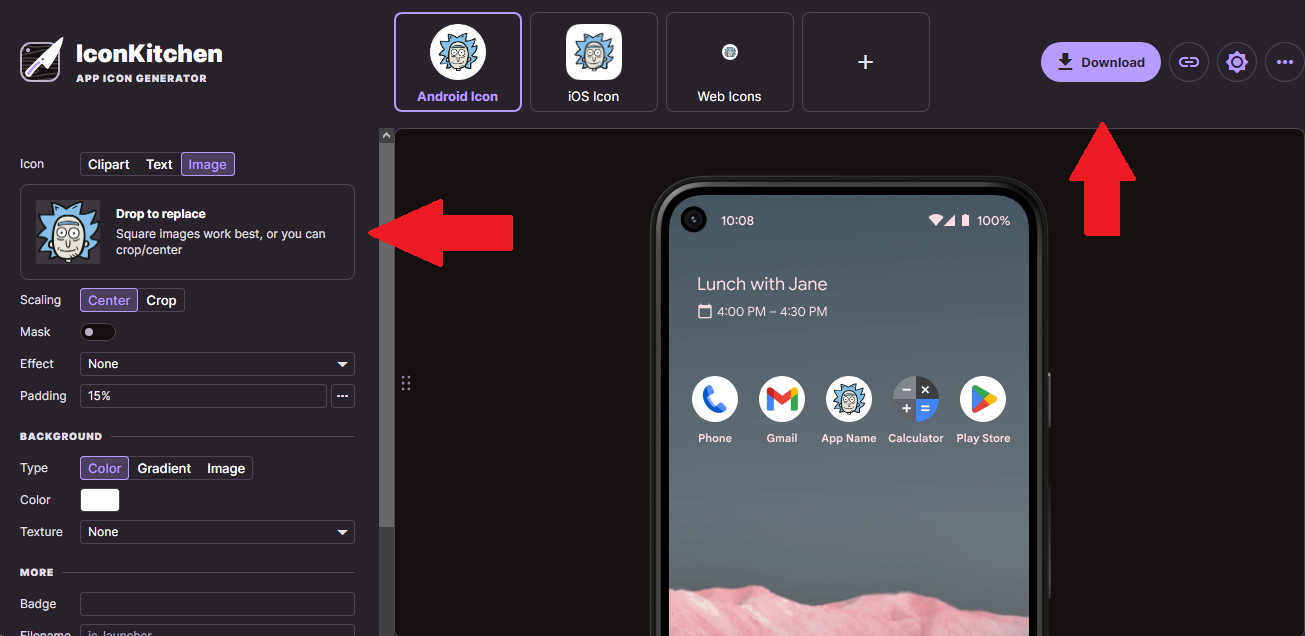 IconKitchen
APP ICON GENERATOR
Android Icon
iOS Icon
Web Icons
+
Download
Icon
Clipart
Text
Image
Drop to replace
Square images work best, or you can
crop/center
Scaling
Center
Crop
Mask
Effect
None
Padding
15%
BACKGROUND
Type
Color
Gradient
Image
Color
Texture
None
MORE
Badge
Filename
ic_launcher
10:08
100%
Lunch with Jane
4:00 PM – 4:30 PM
Phone
Gmail
App Name
Calculator
Play Store